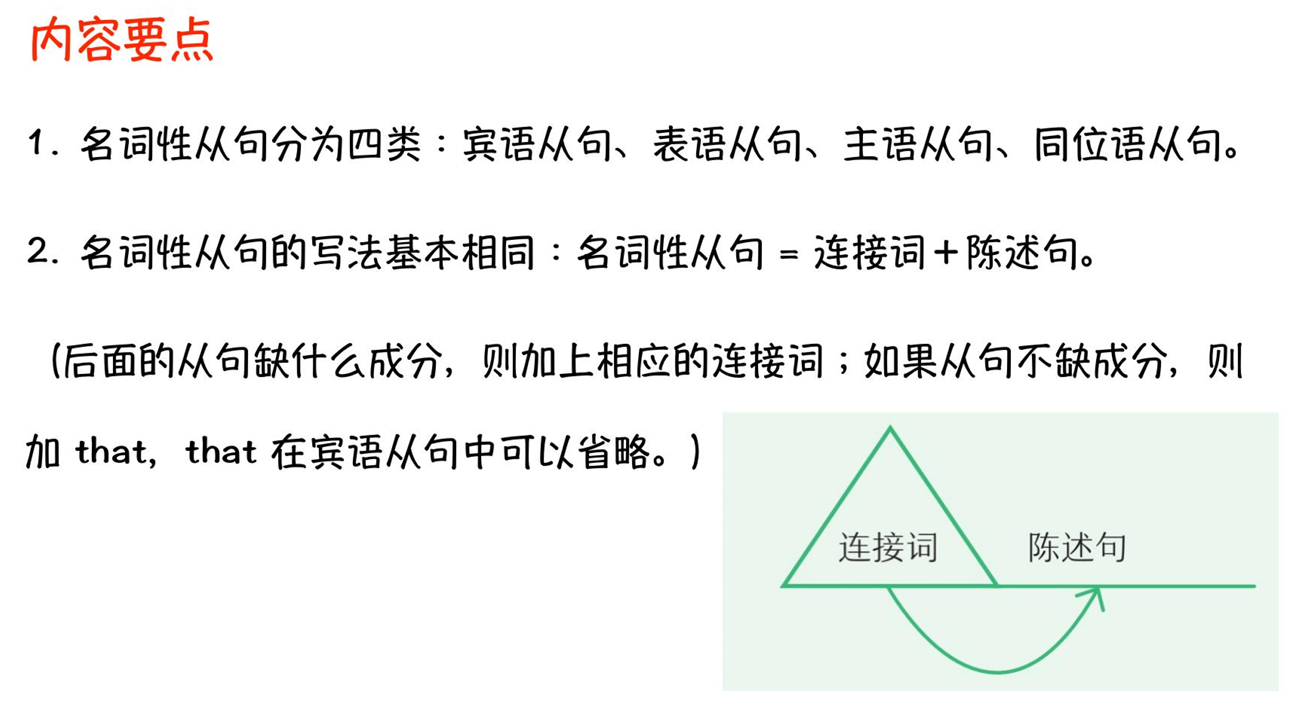 内容要点
1. 名词性从句分为四类：宾语从句、表语从句、主语从句、同位语从句。
2. 名词性从句的写法基本相同：名词性从句 = 连接词＋陈述句。
(后面的从句缺什么成分，则加上相应的连接词；如果从句不缺成分，则
加 that，that 在宾语从句中可以省略。)
连接词 陈述句